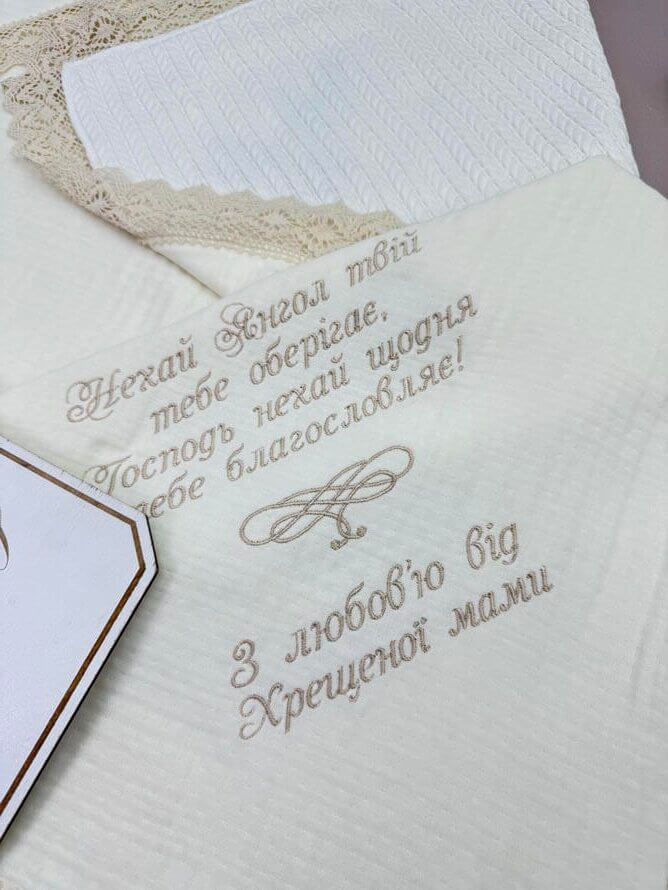 Нехай Янгол твій
тебе оберігає,
Господь нехай щодня
тебе благословляє!
З любов'ю від
Хрещеної мами